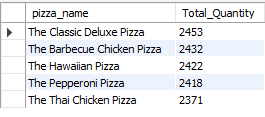 pizza_name Total_Quantity
The Classic Deluxe Pizza 2453
The Barbecue Chicken Pizza 2432
The Hawaiian Pizza 2422
The Pepperoni Pizza 2418
The Thai Chicken Pizza 2371